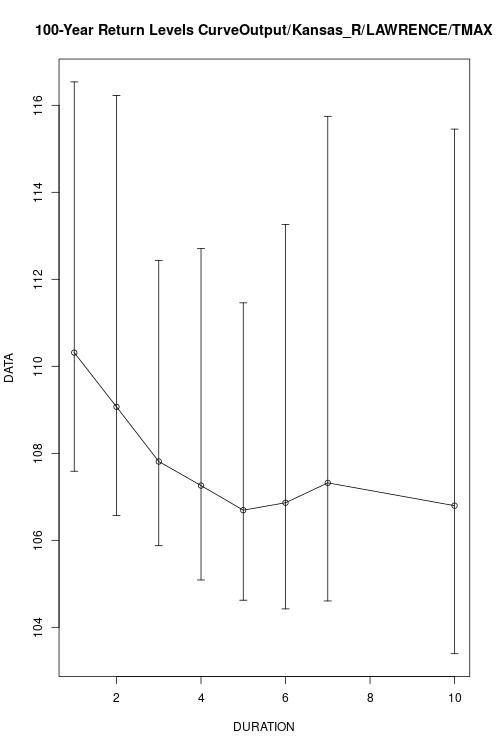 100-Year Return Levels CurveOutput/Kansas_R/LAWRENCE/TMAX
116
114
112
110
108
106
104
DATA
2 4 6 8 10
DURATION